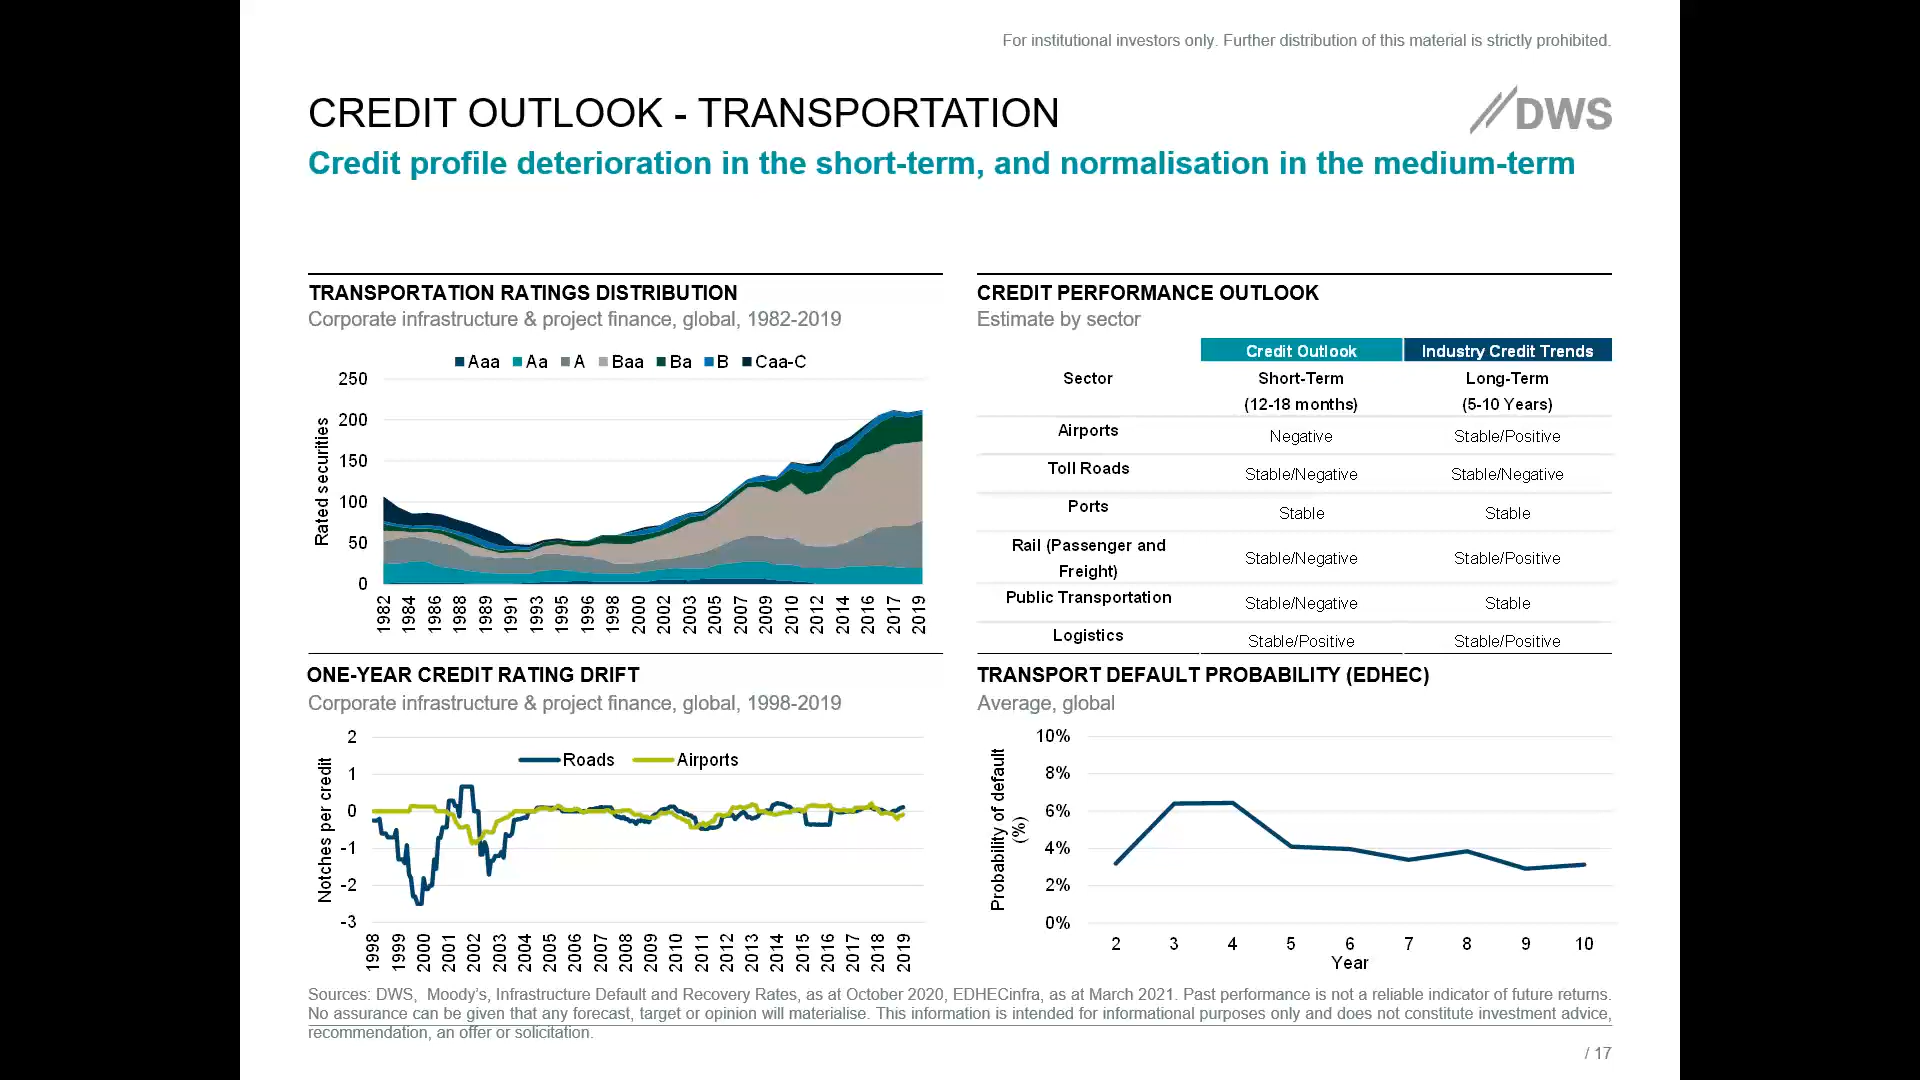 For institutional investors only. Further distribution of this material is strictly prohibited.
CREDIT OUTLOOK - TRANSPORTATION
DWS
Credit profile deterioration in the short-term, and normalisation in the medium-term
TRANSPORTATION RATINGS DISTRIBUTION
Corporate infrastructure & project finance, global, 1982-2019
Aaa Aa A Baa Ba B Caa-C
Rated securities
250
200
150
100
50
0
1982 1984 1986 1988 1989 1991 1993 1995 1996 1998 2000 2002 2003 2005 2007 2009 2010 2012 2014 2016 2017 2019
CREDIT PERFORMANCE OUTLOOK
Estimate by sector
Credit Outlook Industry Credit Trends
Sector Short-Term Long-Term
(12-18 months) (5-10 Years)
Airports Negative Stable/Positive
Toll Roads Stable/Negative Stable/Negative
Ports Stable Stable
Rail (Passenger and
Freight) Stable/Negative Stable/Positive
Public Transportation Stable/Negative Stable
Logistics Stable/Positive Stable/Positive
ONE-YEAR CREDIT RATING DRIFT
Corporate infrastructure & project finance, global, 1998-2019
Roads Airports
Notches per credit
2
1
0
-1
-2
-3
1998 1999 2000 2001 2002 2003 2004 2005 2006 2007 2008 2009 2010 2011 2012 2013 2014 2015 2016 2017 2018 2019
TRANSPORT DEFAULT PROBABILITY (EDHEC)
Average, global
Probability of default
(%)
10%
8%
6%
4%
2%
0%
2 3 4 5 6 7 8 9 10
Year
Sources: DWS, Moody's, Infrastructure Default and Recovery Rates, as at October 2020, EDHECinfra, as at March 2021. Past performance is not a reliable indicator of future returns.
No assurance can be given that any forecast, target or opinion will materialise. This information is intended for informational purposes only and does not constitute investment advice,
recommendation, an offer or solicitation.
/ 17